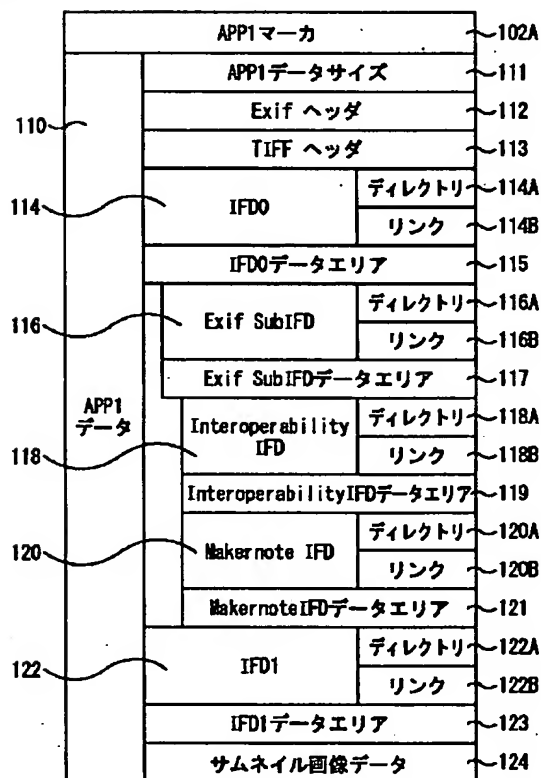 APP1マーカ 102A
110 APP1データサイズ 111
Exif ヘッダ 112
TIFF ヘッダ 113
114 IFD0 ディレクトリ 114A
リンク 114B
IFD0データエリア 115
116 Exif SubIFD ディレクトリ 116A
リンク 116B
Exif SubIFDデータエリア 117
APP1
データ
118 Interoperability
IFD ディレクトリ 118A
リンク 118B
InteroperabilityIFDデータエリア 119
120 Makernote IFD ディレクトリ 120A
リンク 120B
MakernoteIFDデータエリア 121
122 IFD1 ディレクトリ 122A
リンク 122B
IFD1データエリア 123
サムネイル画像データ 124